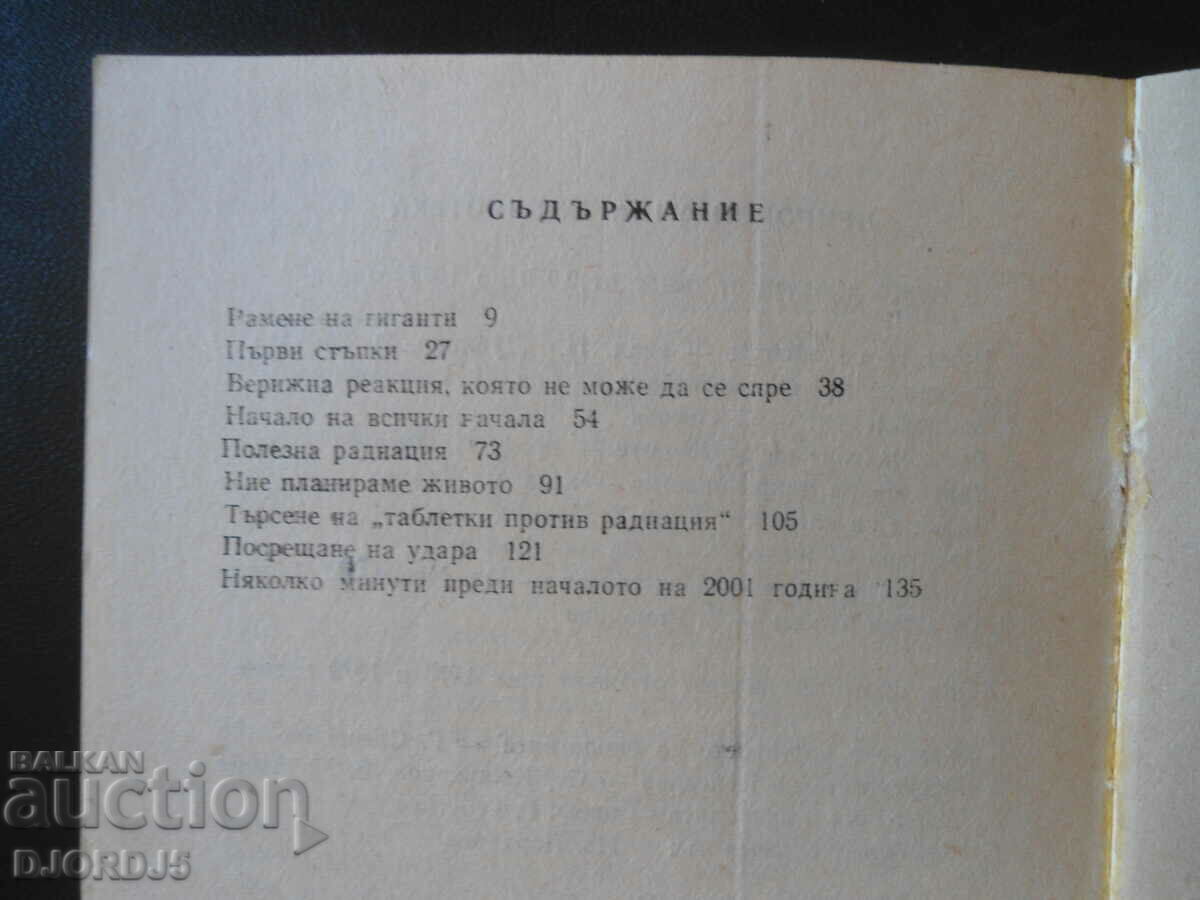 СЪДЪРЖАНИЕ
Рамене на гиганти 9
Първи стъпки 27
Верижна реакция, която не може да се спре 38
Начало на всички начала 54
Полезна радиация 73
Ние планираме живото 91
Търсене на „таблетки против радиация“ 105
Посрещане на удара 121
Няколко минути преди началото на 2001 година 135
BALKAN
auction
DJORDJ5